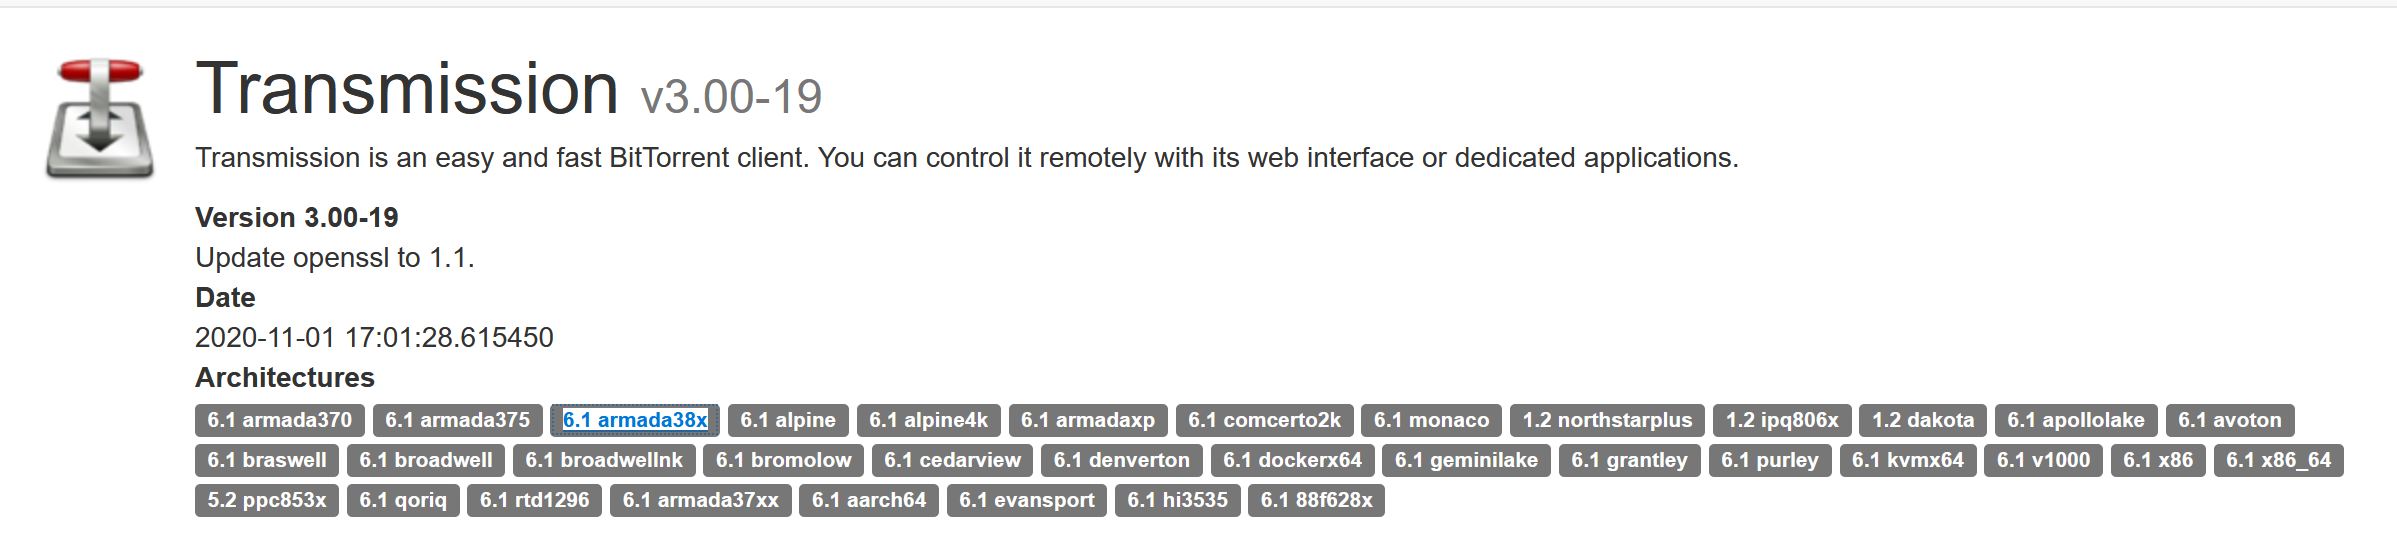 Transmission v3.00-19
Transmission is an easy and fast BitTorrent client. You can control it remotely with its web interface or dedicated applications.
Version 3.00-19
Update openssl to 1.1.
Date
2020-11-01 17:01:28.615450
Architectures
6.1 armada370 6.1 armada375 6.1 armada38x 6.1 alpine 6.1 alpine4k 6.1 armadaxp 6.1 comcerto2k 6.1 monaco 1.2 northstarplus 1.2 ipq806x 1.2 dakota 6.1 apollolake 6.1 avoton
6.1 braswell 6.1 broadwell 6.1 broadwellnk 6.1 bromolow 6.1 cedarview 6.1 denverton 6.1 dockerx64 6.1 geminilake 6.1 grantley 6.1 purley 6.1 kvmx64 6.1 v1000 6.1 x86 6.1 x86_64
5.2 ppc853x 6.1 qoriq 6.1 rtd1296 6.1 armada37xx 6.1 aarch64 6.1 evansport 6.1 hi3535 6.1 88f628x